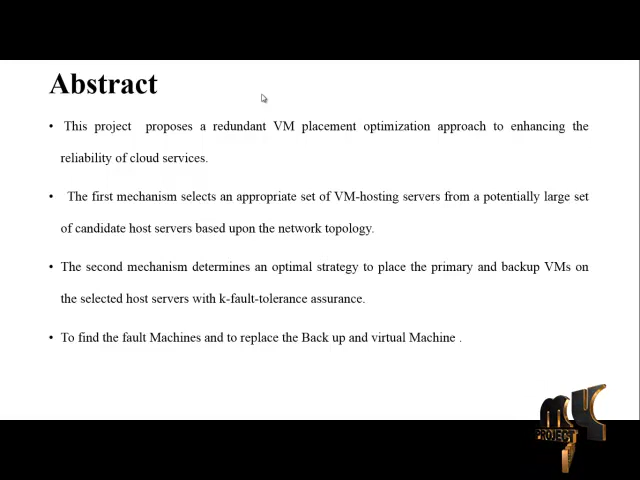 Abstract
• This project proposes a redundant VM placement optimization approach to enhancing the
reliability of cloud services.
• The first mechanism selects an appropriate set of VM-hosting servers from a potentially large set
of candidate host servers based upon the network topology.
• The second mechanism determines an optimal strategy to place the primary and backup VMs on
the selected host servers with k-fault-tolerance assurance.
• To find the fault Machines and to replace the Back up and virtual Machine .
PROJECT